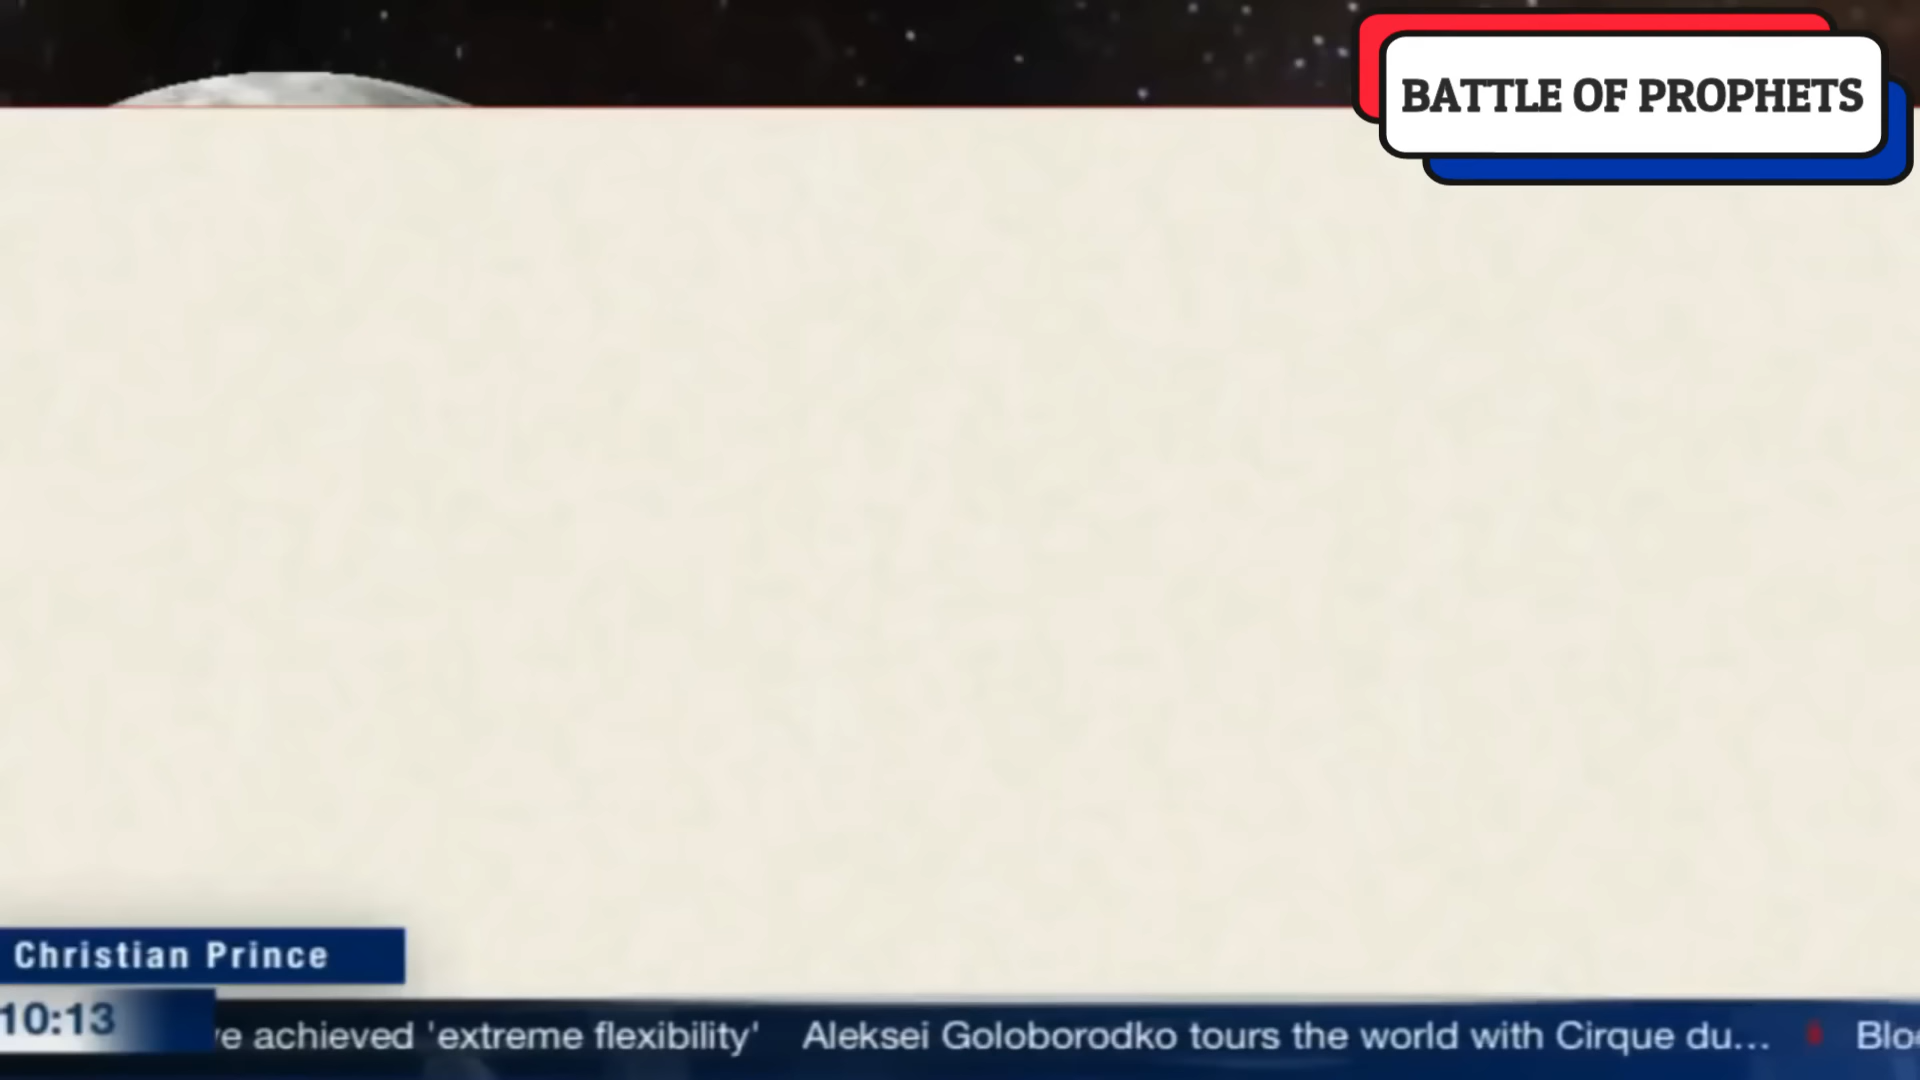 BATTLE OF PROPHETS
Christian Prince
10:13
achieved 'extreme flexibility' Aleksei Goloborodko tours the world with Cirque du...